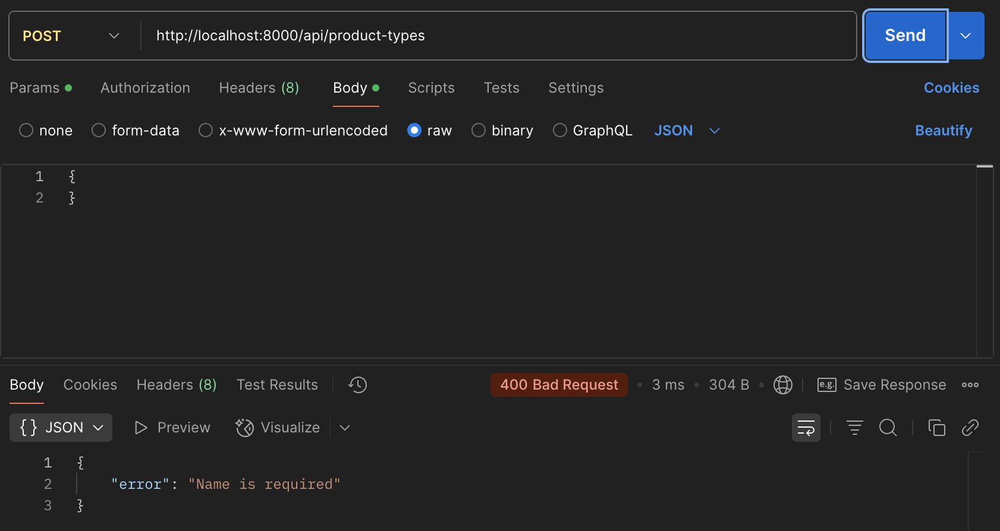 POST http://localhost:8000/api/product-types Send
Params Authorization Headers (8) Body Scripts Tests Settings Cookies
none form-data x-www-form-urlencoded raw binary GraphQL JSON Beautify
1 {
2 }
Body Cookies Headers (8) Test Results 400 Bad Request • 3 ms • 304 B • e.g. Save Response
{} JSON Preview Visualize
1 {
2 "error": "Name is required"
3 }